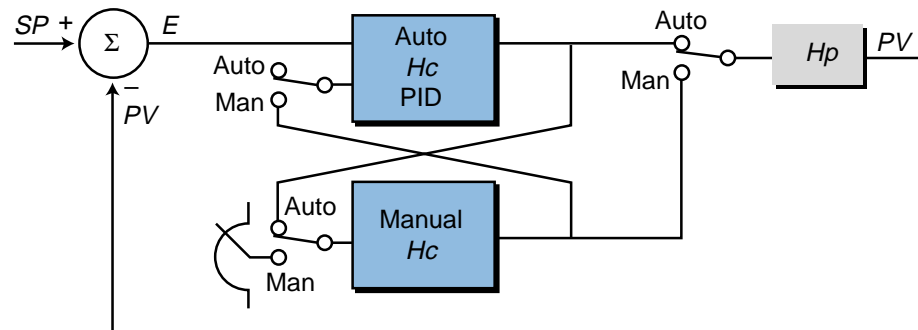 SP +
Σ
E
−
PV
Auto
Hc
PID
Auto
Man
Auto
Man
Hp
PV
Auto
Man
Manual
Hc